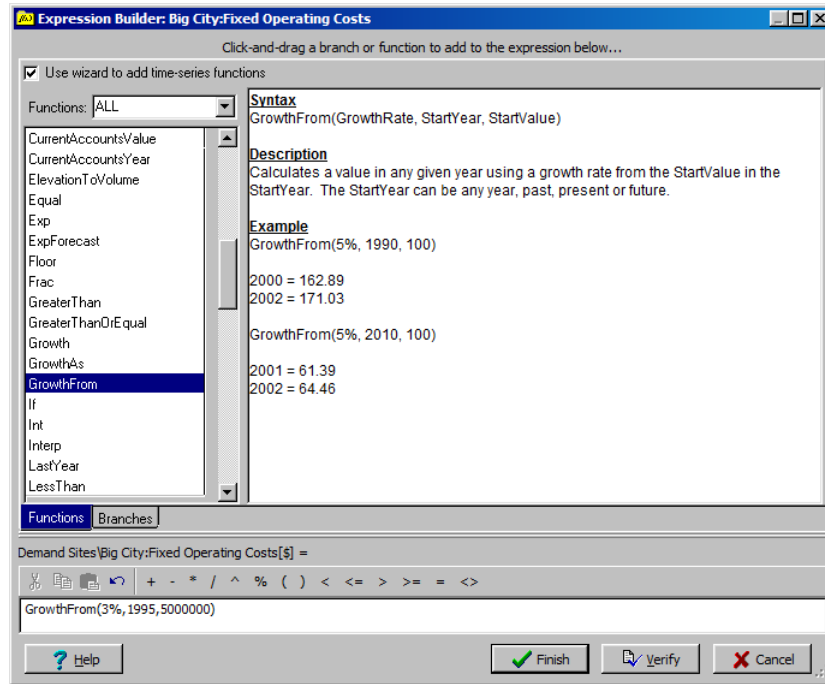 Expression Builder: Big City:Fixed Operating Costs
Click-and-drag a branch or function to add to the expression below...
Use wizard to add time-series functions
Functions: ALL
CurrentAccountsValue
CurrentAccountsYear
ElevationToVolume
Equal
Exp
ExpForecast
Floor
Frac
GreaterThan
GreaterThanOrEqual
Growth
GrowthAs
GrowthFrom
If
Int
Interp
LastYear
LessThan
Syntax
GrowthFrom(GrowthRate, StartYear, StartValue)
Description
Calculates a value in any given year using a growth rate from the StartValue in the
StartYear. The StartYear can be any year, past, present or future.
Example
GrowthFrom(5%, 1990, 100)
2000 = 162.89
2002 = 171.03
GrowthFrom(5%, 2010, 100)
2001 = 61.39
2002 = 64.46
Functions Branches
Demand Sites\Big City:Fixed Operating Costs[$] =
+ - * / ^ % ( ) < <= > >= = <>
GrowthFrom(3%,1995,5000000)
? Help Finish Verify Cancel